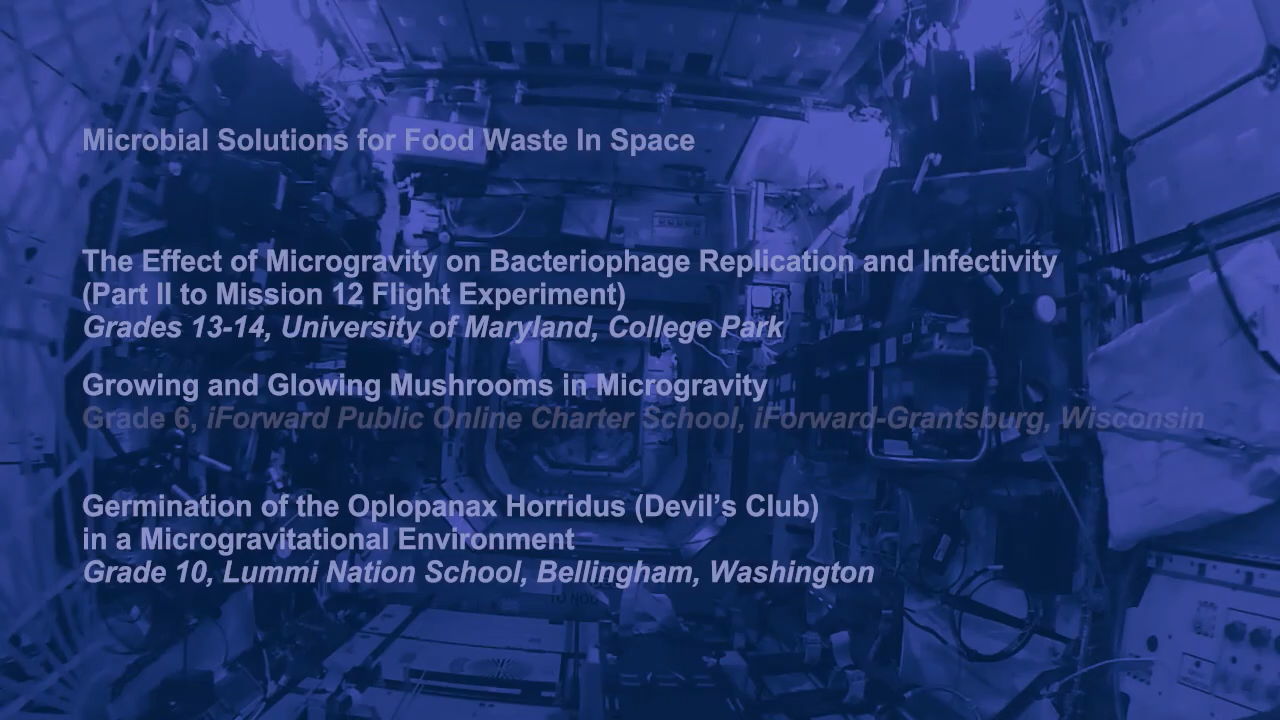 Microbial Solutions for Food Waste In Space
The Effect of Microgravity on Bacteriophage Replication and Infectivity
(Part II to Mission 12 Flight Experiment)
Grades 13-14, University of Maryland, College Park
Growing and Glowing Mushrooms in Microgravity
Grade 6, iForward Public Online Charter School, iForward-Grantsburg, Wisconsin
Germination of the Oplopanax Horridus (Devil’s Club)
in a Microgravitational Environment
Grade 10, Lummi Nation School, Bellingham, Washington